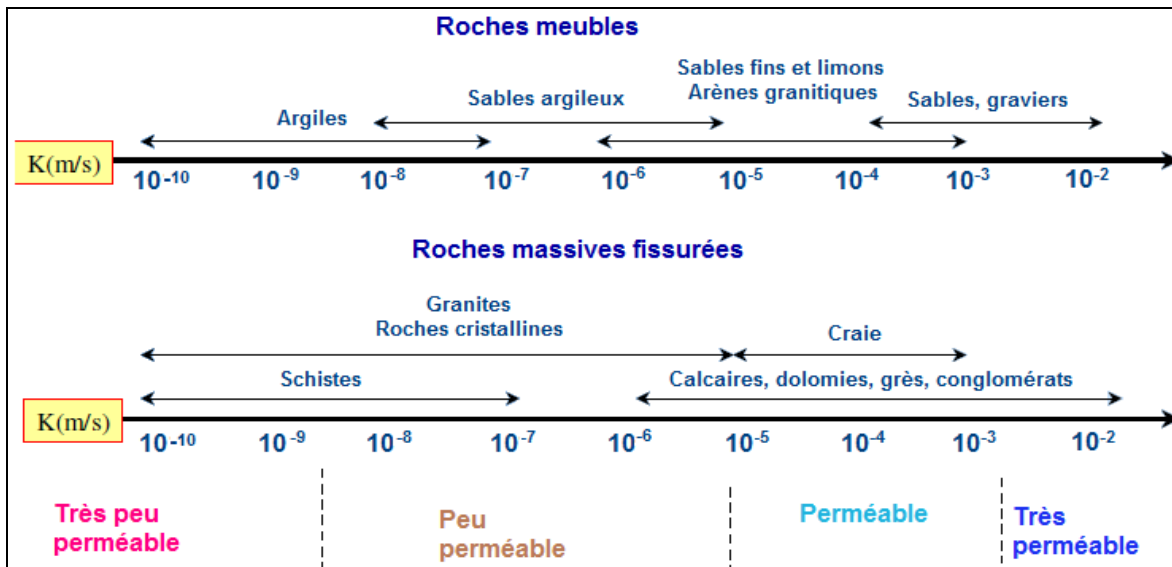 Roches meubles
Sables fins et limons
Arènes granitiques
Sables argileux
Sables, graviers
Argiles
K(m/s)
10⁻¹⁰ 10⁻⁹ 10⁻⁸ 10⁻⁷ 10⁻⁶ 10⁻⁵ 10⁻⁴ 10⁻³ 10⁻²
Roches massives fissurées
Granites
Roches cristallines
Craie
Schistes
Calcaires, dolomies, grès, conglomérats
K(m/s)
10⁻¹⁰ 10⁻⁹ 10⁻⁸ 10⁻⁷ 10⁻⁶ 10⁻⁵ 10⁻⁴ 10⁻³ 10⁻²
Très peu
perméable
Peu
perméable
Perméable
Très
perméable